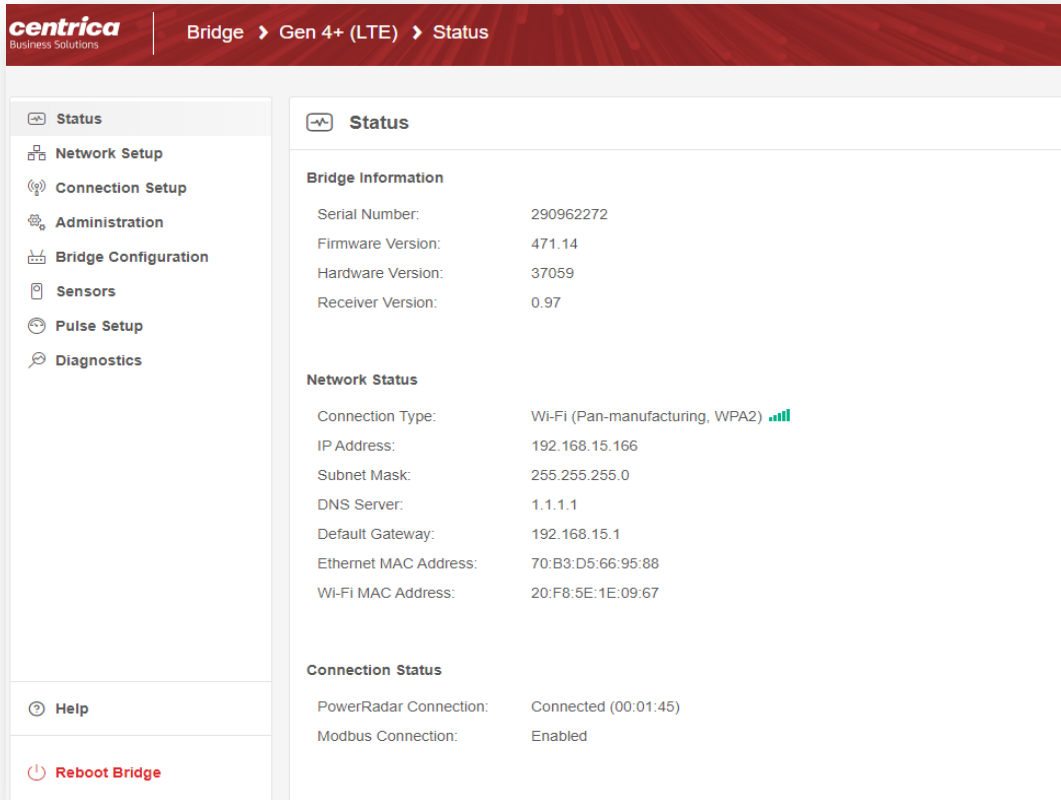 centrica
Business Solutions
Bridge > Gen 4+ (LTE) > Status
Status
Network Setup
Connection Setup
Administration
Bridge Configuration
Sensors
Pulse Setup
Diagnostics
Help
Reboot Bridge
Status
Bridge Information
Serial Number: 290962272
Firmware Version: 471.14
Hardware Version: 37059
Receiver Version: 0.97
Network Status
Connection Type: Wi-Fi (Pan-manufacturing, WPA2)
IP Address: 192.168.15.166
Subnet Mask: 255.255.255.0
DNS Server: 1.1.1.1
Default Gateway: 192.168.15.1
Ethernet MAC Address: 70:B3:D5:66:95:88
Wi-Fi MAC Address: 20:F8:5E:1E:09:67
Connection Status
PowerRadar Connection: Connected (00:01:45)
Modbus Connection: Enabled